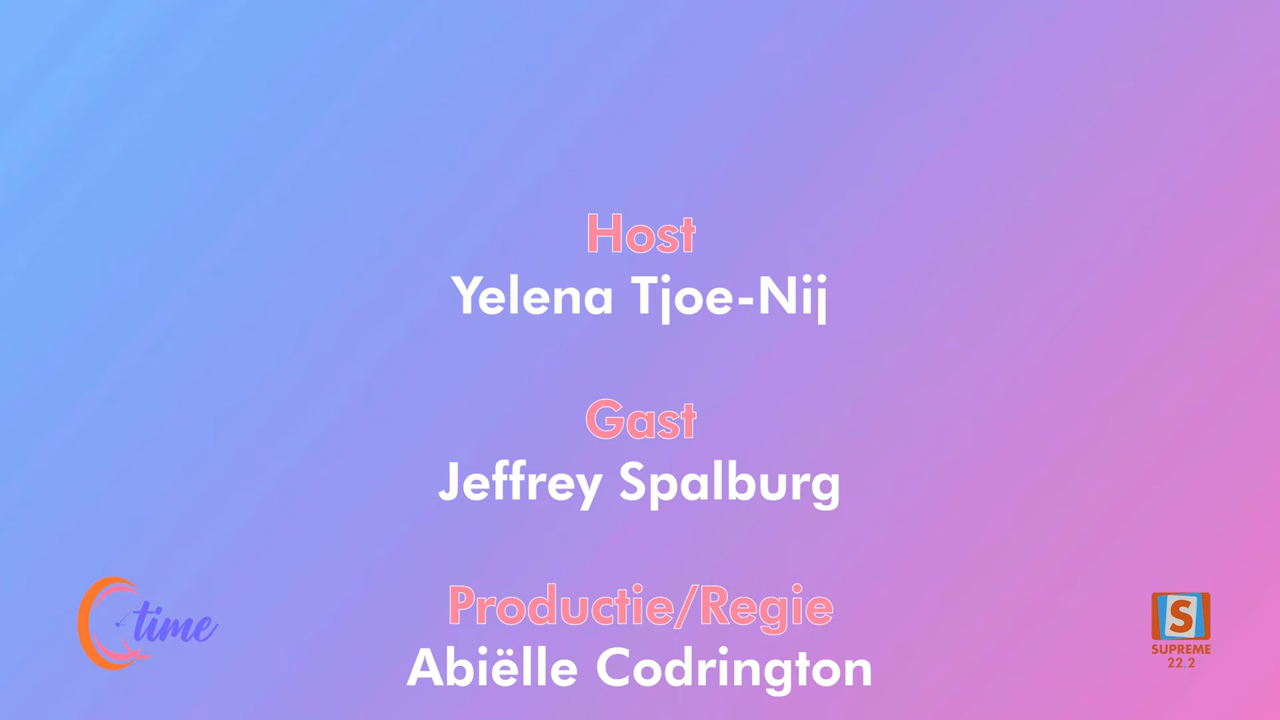 Host
Yelena Tjoe-Nij
Gast
Jeffrey Spalburg
Productie/Regie
Abiëlle Codrington
time
S
SUPREME
22.2